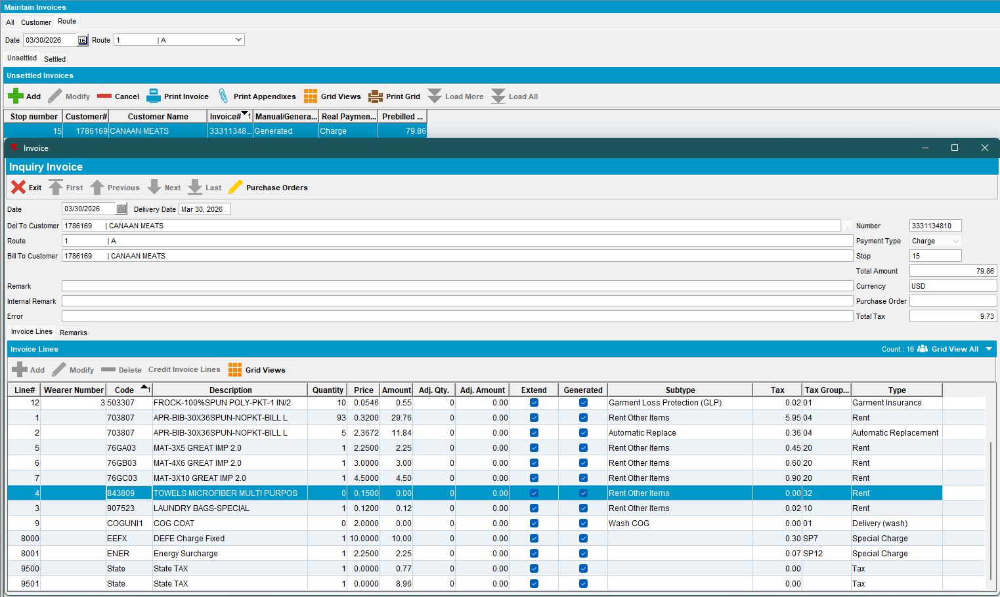 Maintain Invoices
All Customer Route
Date 03/30/2026 16 Route 1 | A
Unsettled Settled
Unsettled Invoices
Add Modify Cancel Print Invoice Print Appendixes Grid Views Print Grid Load More Load All
Stop number Customer# Customer Name Invoice# 1 Manual/Genera... Real Paymen... Prebilled ...
15 1786169 CANAAN MEATS 33311348... Generated Charge 79.86
Invoice
Inquiry Invoice
Exit First Previous Next Last Purchase Orders
Date 03/30/2026 16 Delivery Date Mar 30, 2026
Del To Customer 1786169 | CANAAN MEATS ... Number 3331134810
Route 1 | A Payment Type Charge
Bill To Customer 1786169 | CANAAN MEATS Stop 15
Total Amount 79.86
Remark Currency USD
Internal Remark Purchase Order
Error Total Tax 9.73
Invoice Lines Remarks
Invoice Lines Count : 16 Grid View All
Add Modify Delete Credit Invoice Lines Grid Views
Line# Wearer Number Code 1 Description Quantity Price Amount Adj. Qty. Adj. Amount Extend Generated Subtype Tax Tax Group... Type
12 3 503307 FROCK-100%SPUN POLY-PKT-1 IN/2 10 0.0546 0.55 0 0.00 Garment Loss Protection (GLP) 0.02 01 Garment Insurance
1 703807 APR-BIB-30X36SPUN-NOPKT-BILL L 93 0.3200 29.76 0 0.00 Rent Other Items 5.95 04 Rent
2 703807 APR-BIB-30X36SPUN-NOPKT-BILL L 5 2.3672 11.84 0 0.00 Automatic Replace 0.36 04 Automatic Replacement
5 76GA03 MAT-3X5 GREAT IMP 2.0 1 2.2500 2.25 0 0.00 Rent Other Items 0.45 20 Rent
6 76GB03 MAT-4X6 GREAT IMP 2.0 1 3.0000 3.00 0 0.00 Rent Other Items 0.60 20 Rent
7 76GC03 MAT-3X10 GREAT IMP 2.0 1 4.5000 4.50 0 0.00 Rent Other Items 0.90 20 Rent
4 843809 TOWELS MICROFIBER MULTI PURPOS 0 0.1500 0.00 0 0.00 Rent Other Items 0.00 32 Rent
3 907523 LAUNDRY BAGS-SPECIAL 1 0.1200 0.12 0 0.00 Rent Other Items 0.02 10 Rent
9 COGUNI1 COG COAT 0 2.0000 0.00 0 0.00 Wash COG 0.00 01 Delivery (wash)
8000 EEFX DEFE Charge Fixed 1 10.0000 10.00 0 0.00 0.30 SP7 Special Charge
8001 ENER Energy Surcharge 1 2.2500 2.25 0 0.00 0.07 SP12 Special Charge
9500 State State TAX 1 0.0000 0.77 0 0.00 0.00 Tax
9501 State State TAX 1 0.0000 8.96 0 0.00 0.00 Tax